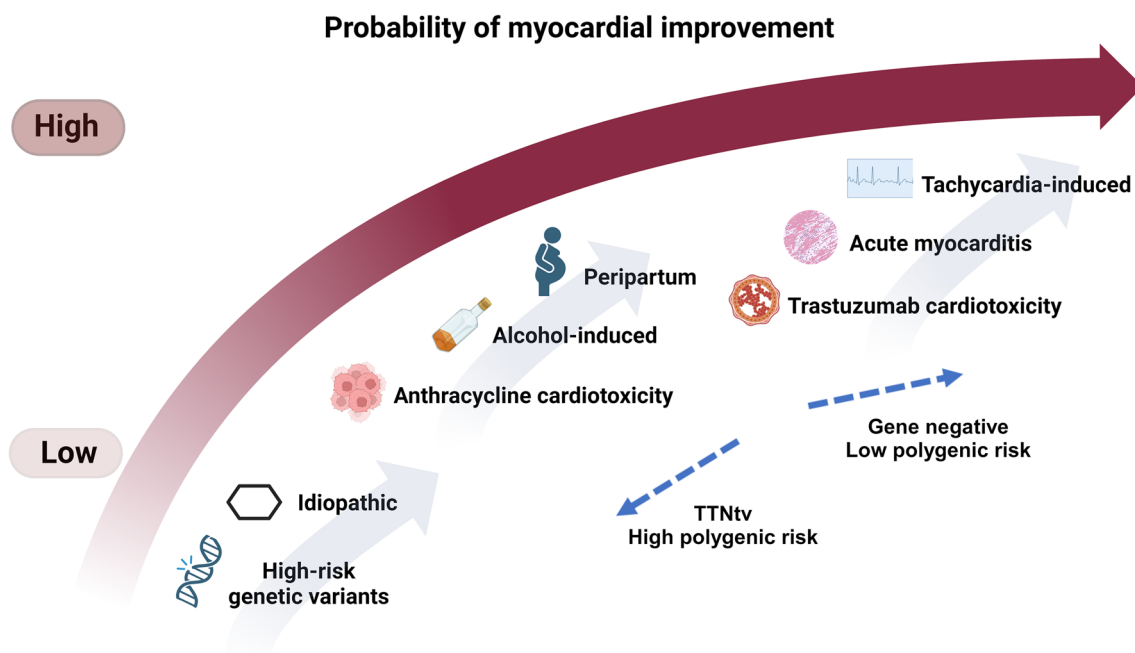 Probability of myocardial improvement
High
Tachycardia-induced
Acute myocarditis
Peripartum
Trastuzumab cardiotoxicity
Alcohol-induced
Anthracycline cardiotoxicity
Gene negative
Low polygenic risk
Low
Idiopathic
TTNtv
High polygenic risk
High-risk
genetic variants